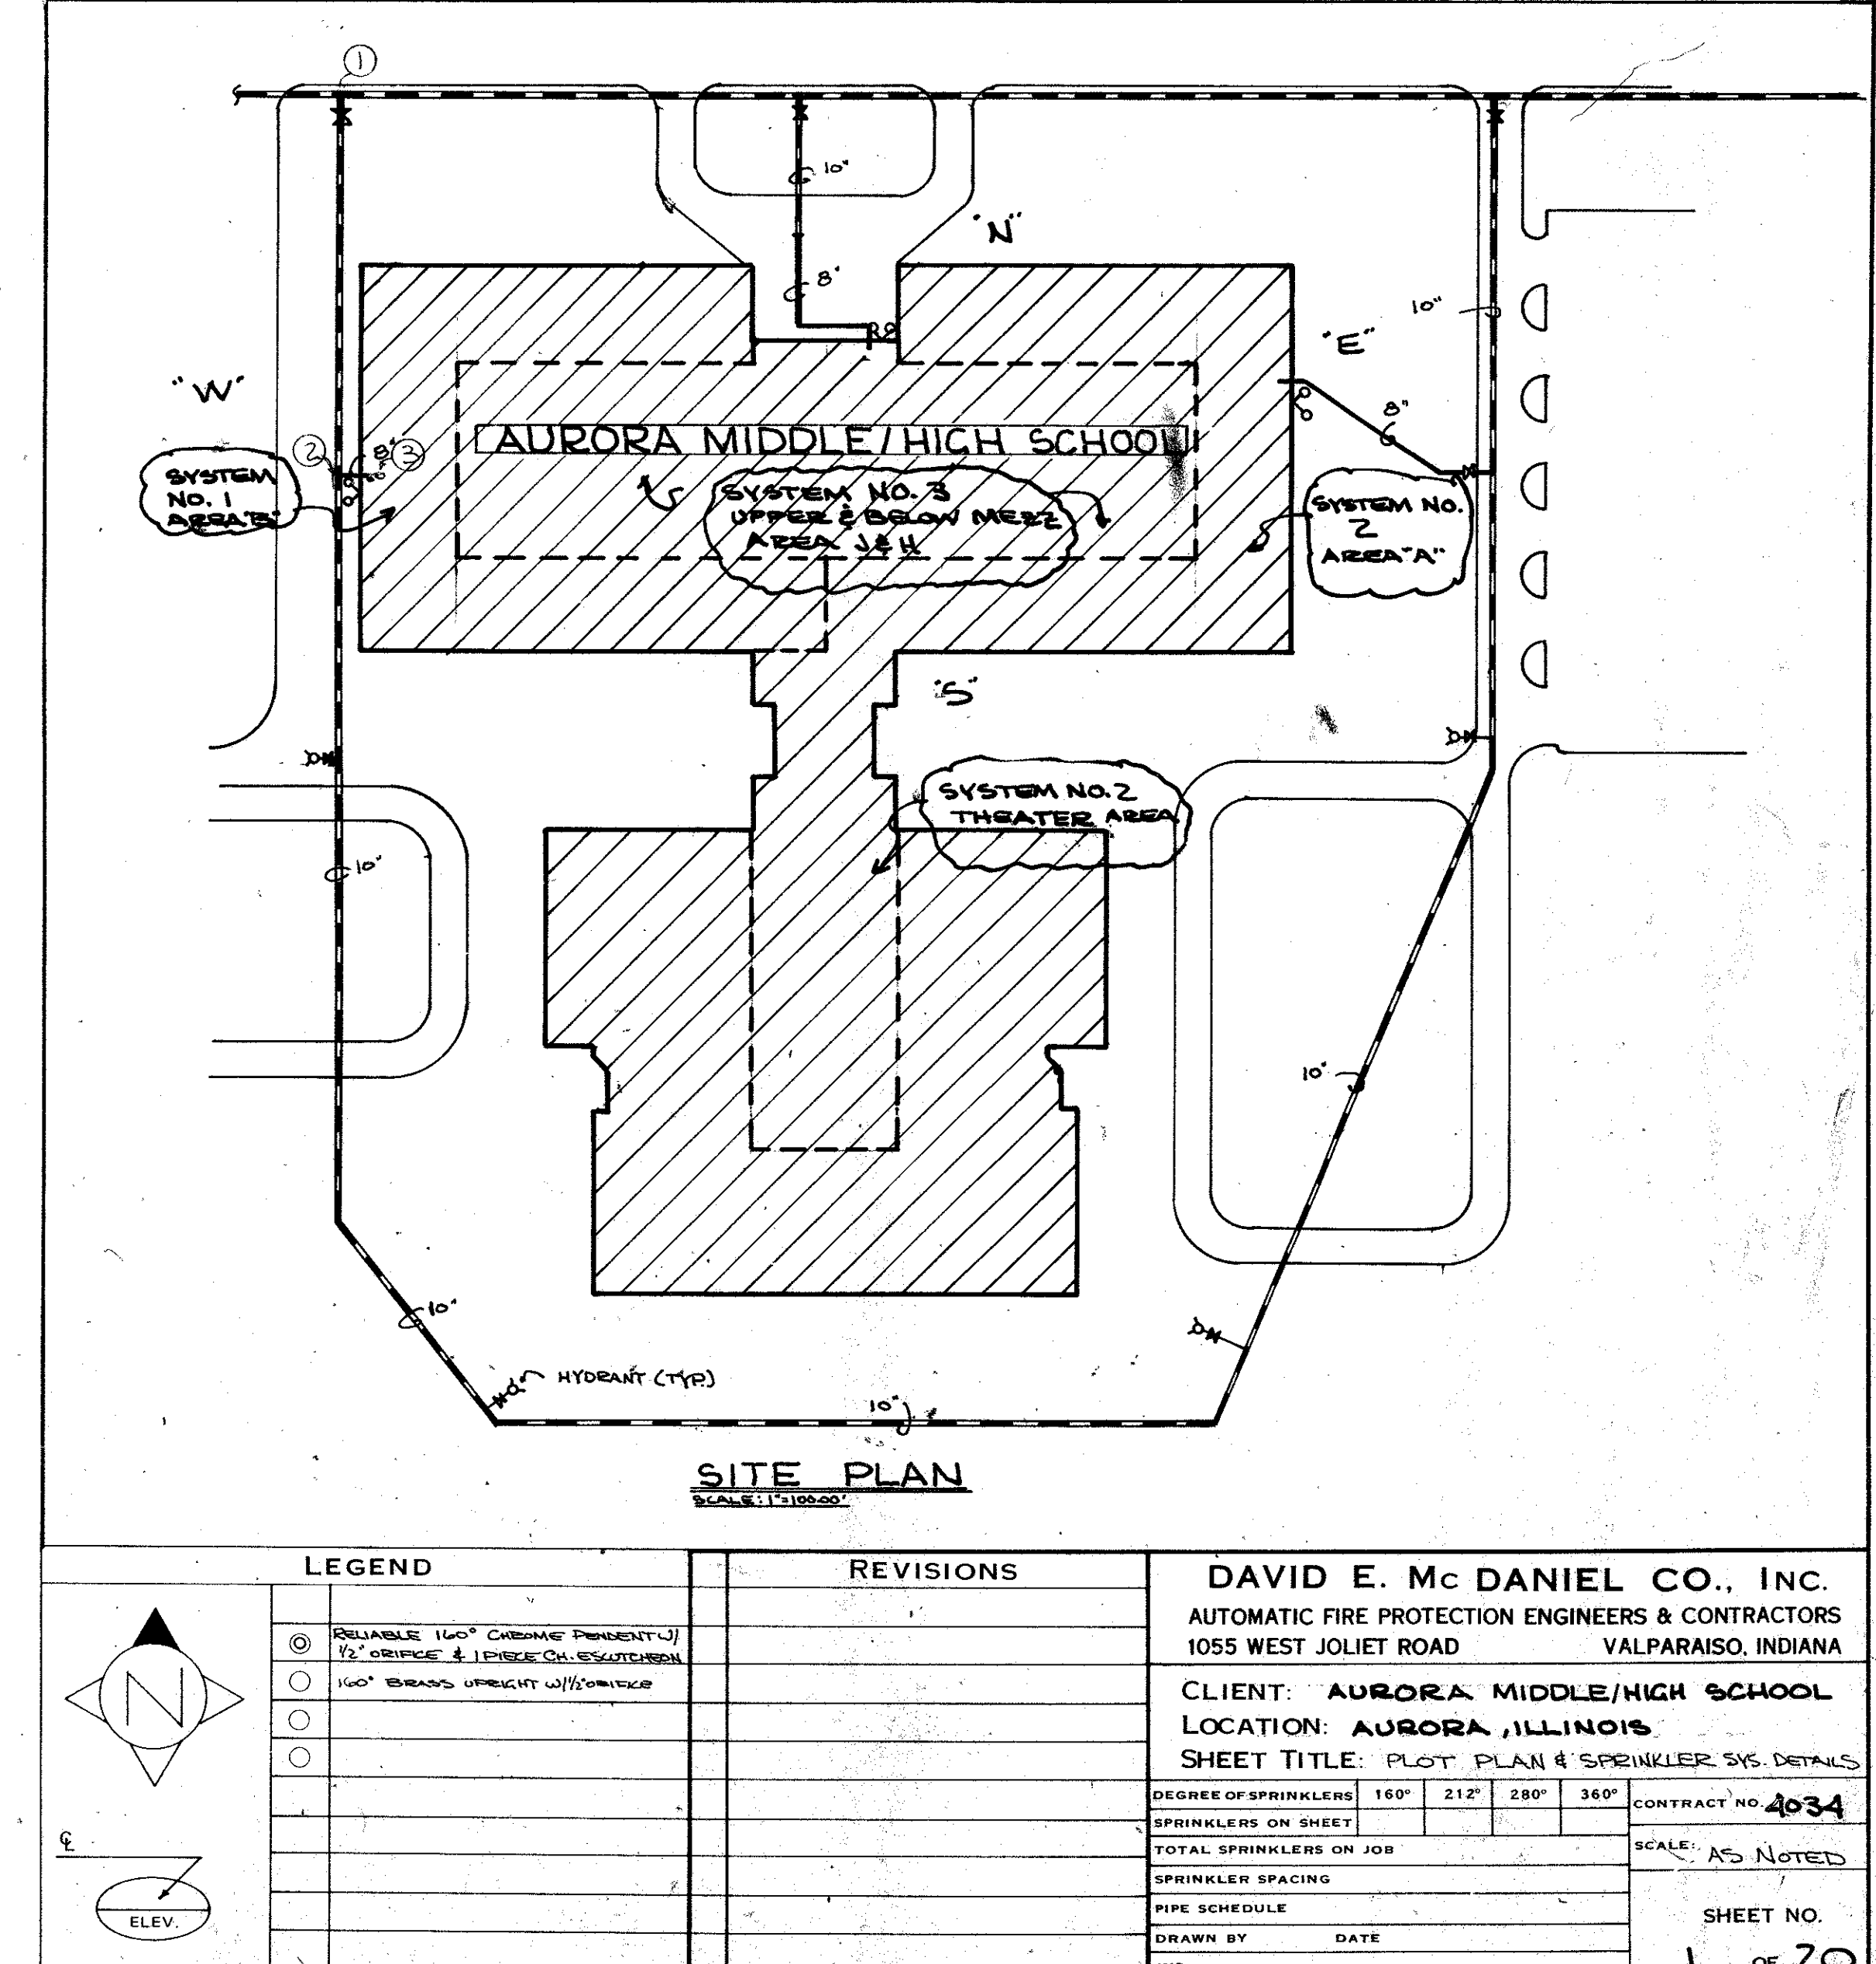 1
10"
"N"
8"
10"
"E"
"W"
8"
2
8"
3
AURORA MIDDLE/HIGH SCHOOL
SYSTEM
NO. 1
AREA "B"
SYSTEM NO. 3
UPPER & BELOW MEZZ
AREA J & H
SYSTEM NO.
2
AREA "A"
"S"
SYSTEM NO. 2
THEATER AREA
10"
10"
10"
HYDRANT (TYP.)
10"
SITE PLAN
SCALE: 1"=100.00'
LEGEND
RELIABLE 160° CHROME PENDENT W/
1/2" ORIFICE & 1 PIECE CH. ESCUTCHEON
160° BRASS UPRIGHT W/ 1/2" ORIFICE
N
℄
ELEV.
REVISIONS
DAVID E. Mc DANIEL CO., INC.
AUTOMATIC FIRE PROTECTION ENGINEERS & CONTRACTORS
1055 WEST JOLIET ROAD VALPARAISO, INDIANA
CLIENT: AURORA MIDDLE/HIGH SCHOOL
LOCATION: AURORA, ILLINOIS
SHEET TITLE: PLOT PLAN & SPRINKLER SYS. DETAILS
DEGREE OF SPRINKLERS 160° 212° 280° 360°
CONTRACT NO. 4034
SPRINKLERS ON SHEET
TOTAL SPRINKLERS ON JOB
SCALE: AS NOTED
SPRINKLER SPACING
PIPE SCHEDULE
SHEET NO.
DRAWN BY DATE
1 OF 20